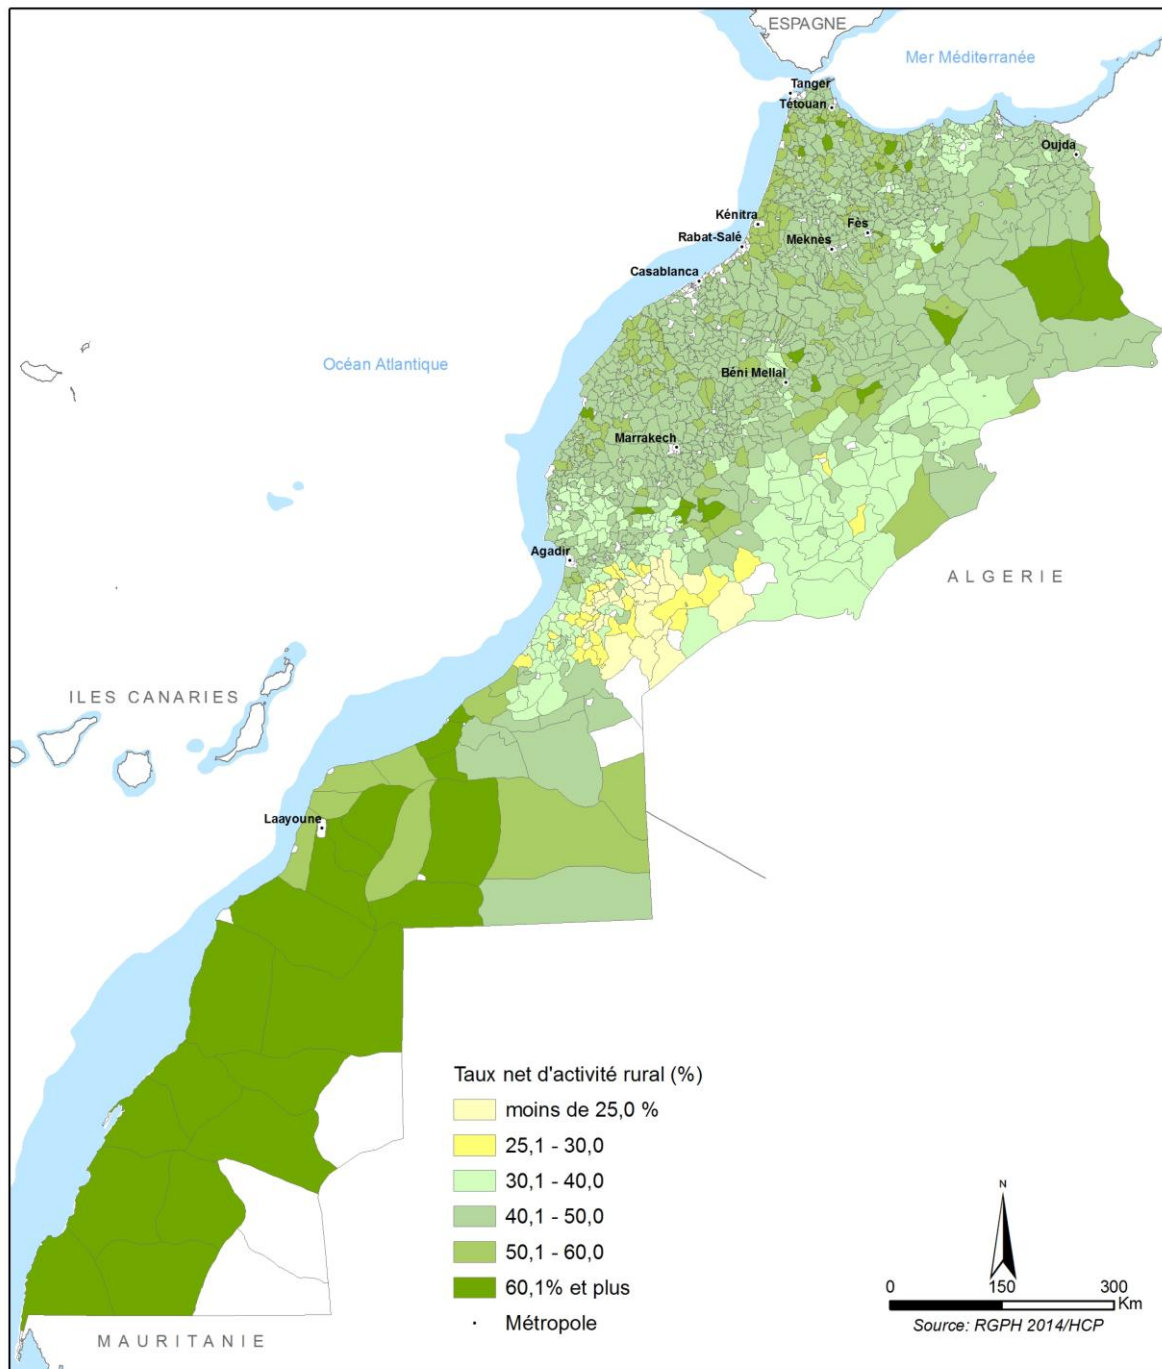 ESPAGNE
Mer Méditerranée
Tanger
Tétouan
Oujda
Kénitra
Fès
Rabat-Salé
Meknès
Casablanca
Océan Atlantique
Béni Mellal
Marrakech
Agadir
ALGERIE
ILES CANARIES
Laayoune
Taux net d'activité rural (%)
moins de 25,0 %
25,1 - 30,0
30,1 - 40,0
40,1 - 50,0
50,1 - 60,0
60,1% et plus
Métropole
N
0 150 300
Km
Source: RGPH 2014/HCP
MAURITANIE